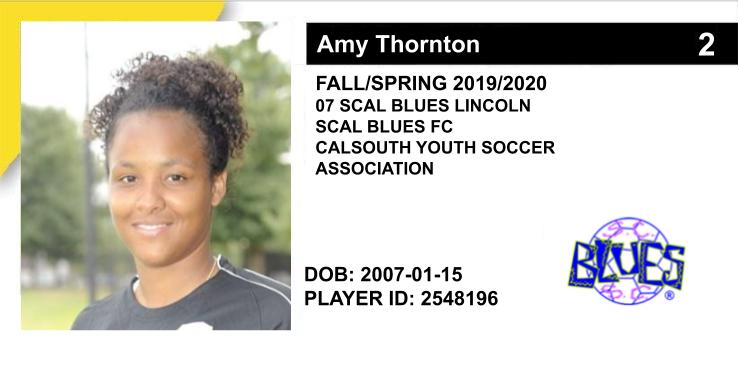 Amy Thornton 2
FALL/SPRING 2019/2020
07 SCAL BLUES LINCOLN
SCAL BLUES FC
CALSOUTH YOUTH SOCCER
ASSOCIATION
DOB: 2007-01-15
PLAYER ID: 2548196
S.C.
BLUES
S.C.
®